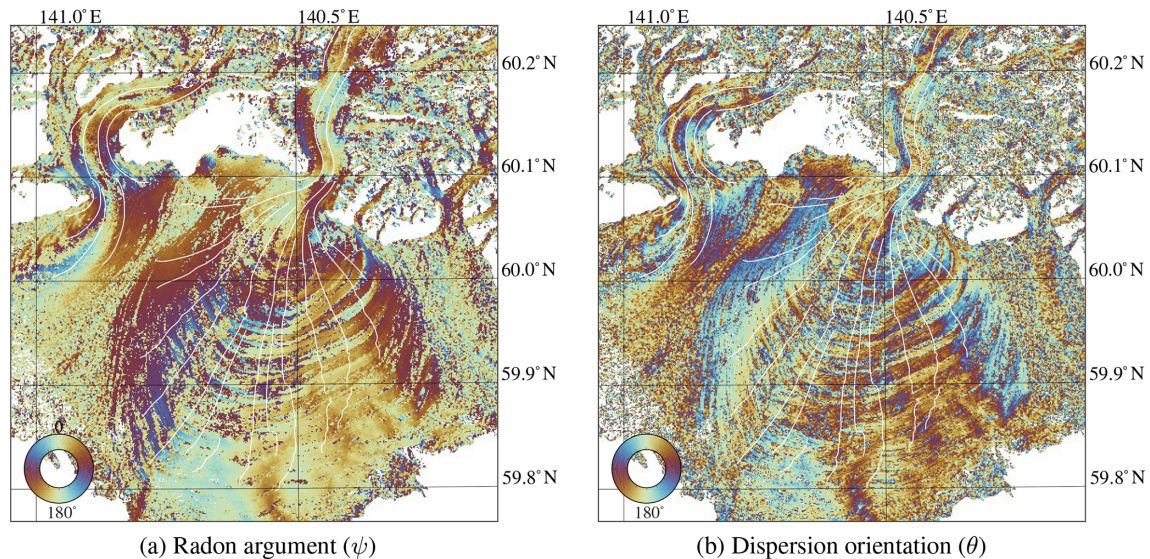 141.0° E 140.5° E 141.0° E 140.5° E
60.2° N 60.2° N
60.1° N 60.1° N
60.0° N 60.0° N
59.9° N 59.9° N
0
59.8° N 59.8° N
180° 180°
(a) Radon argument (ψ) (b) Dispersion orientation (θ)